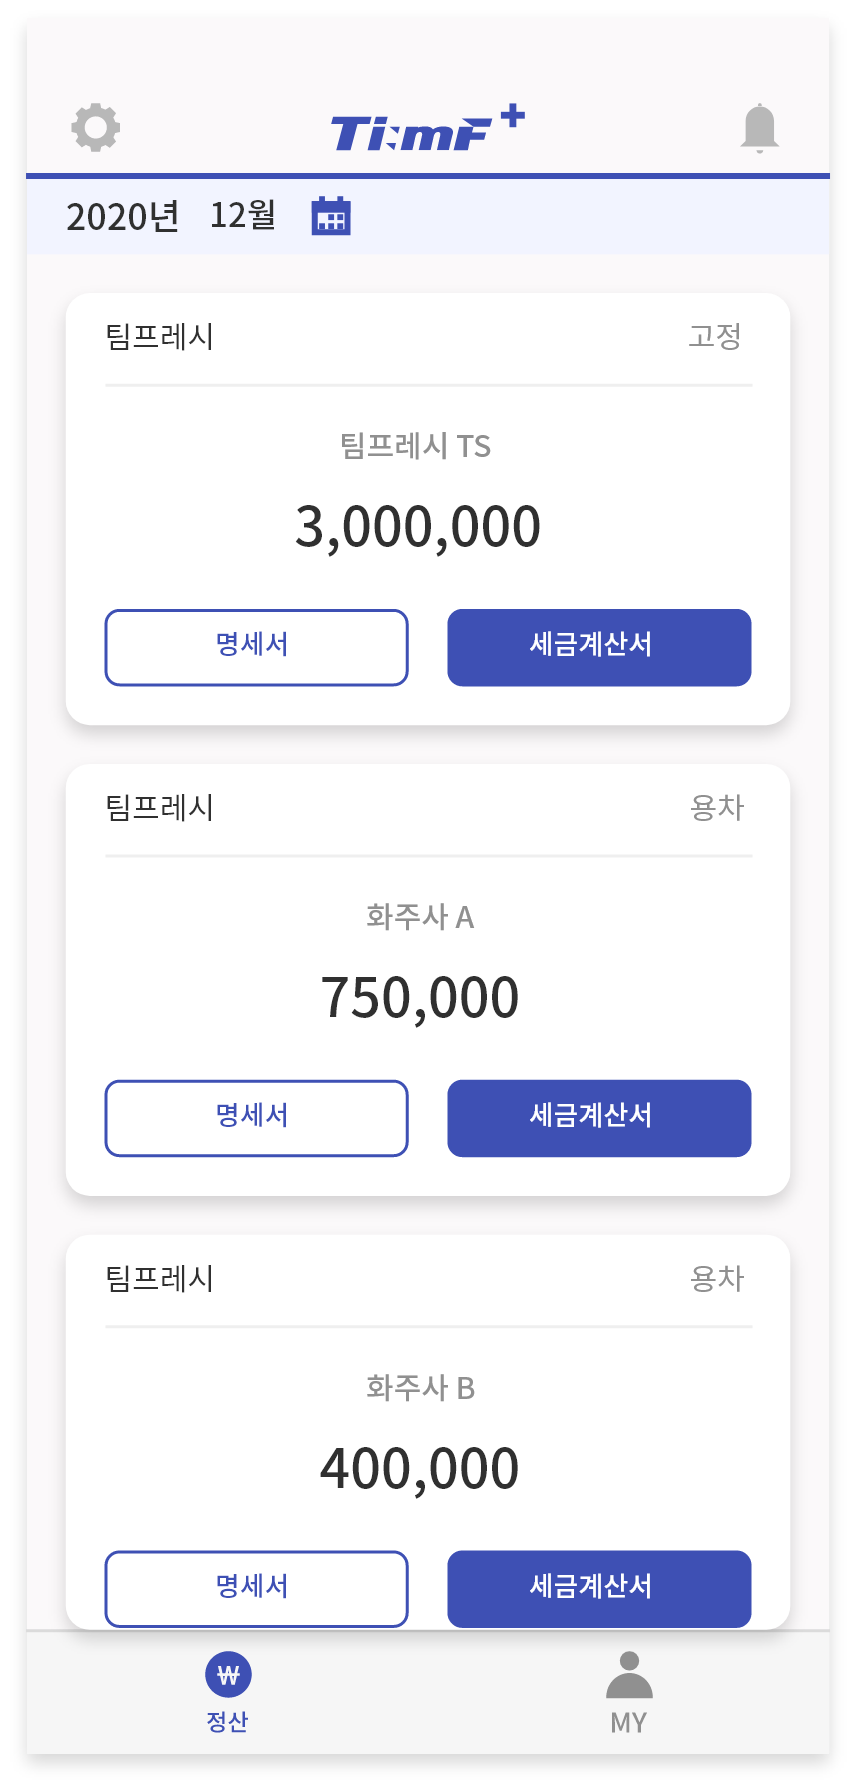 TimF+
2020년 12월
팀프레시 고정
팀프레시 TS
3,000,000
명세서 세금계산서
팀프레시 용차
화주사 A
750,000
명세서 세금계산서
팀프레시 용차
화주사 B
400,000
명세서 세금계산서
₩
정산 MY